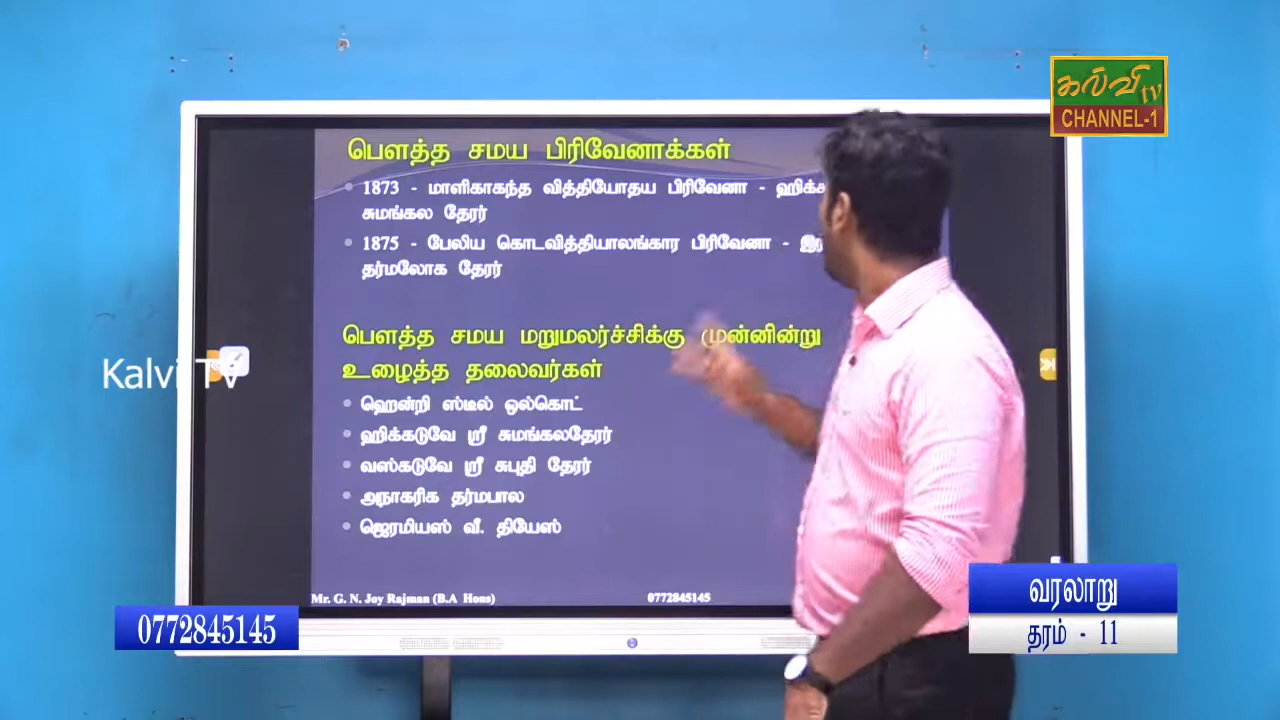 கல்வி tv
CHANNEL-1
பௌத்த சமய பிரிவேனாக்கள்
1873 - மாளிகாகந்த வித்தியோதய பிரிவேனா -
சுமங்கல தேரர்
1875 - பேலிய கொடவித்தியாலங்கார பிரிவேனா -
தர்மலோக தேரர்
பௌத்த சமய மறுமலர்ச்சிக்கு முன்னின்று
உழைத்த தலைவர்கள்
ஹென்றி ஸ்டீல் ஒல்கொட்
ஹிக்கடுவே ஸ்ரீ சுமங்கலதேரர்
வஸ்கடுவே ஸ்ரீ சுபுதி தேரர்
அநாகரிக தர்மபால
ஜெரமியஸ் வீ. தியேஸ்
Mr. G. N. Joy Rajman (B.A Hons) 0772845145
Kalvi TV
0772845145
வரலாறு
தரம் - 11